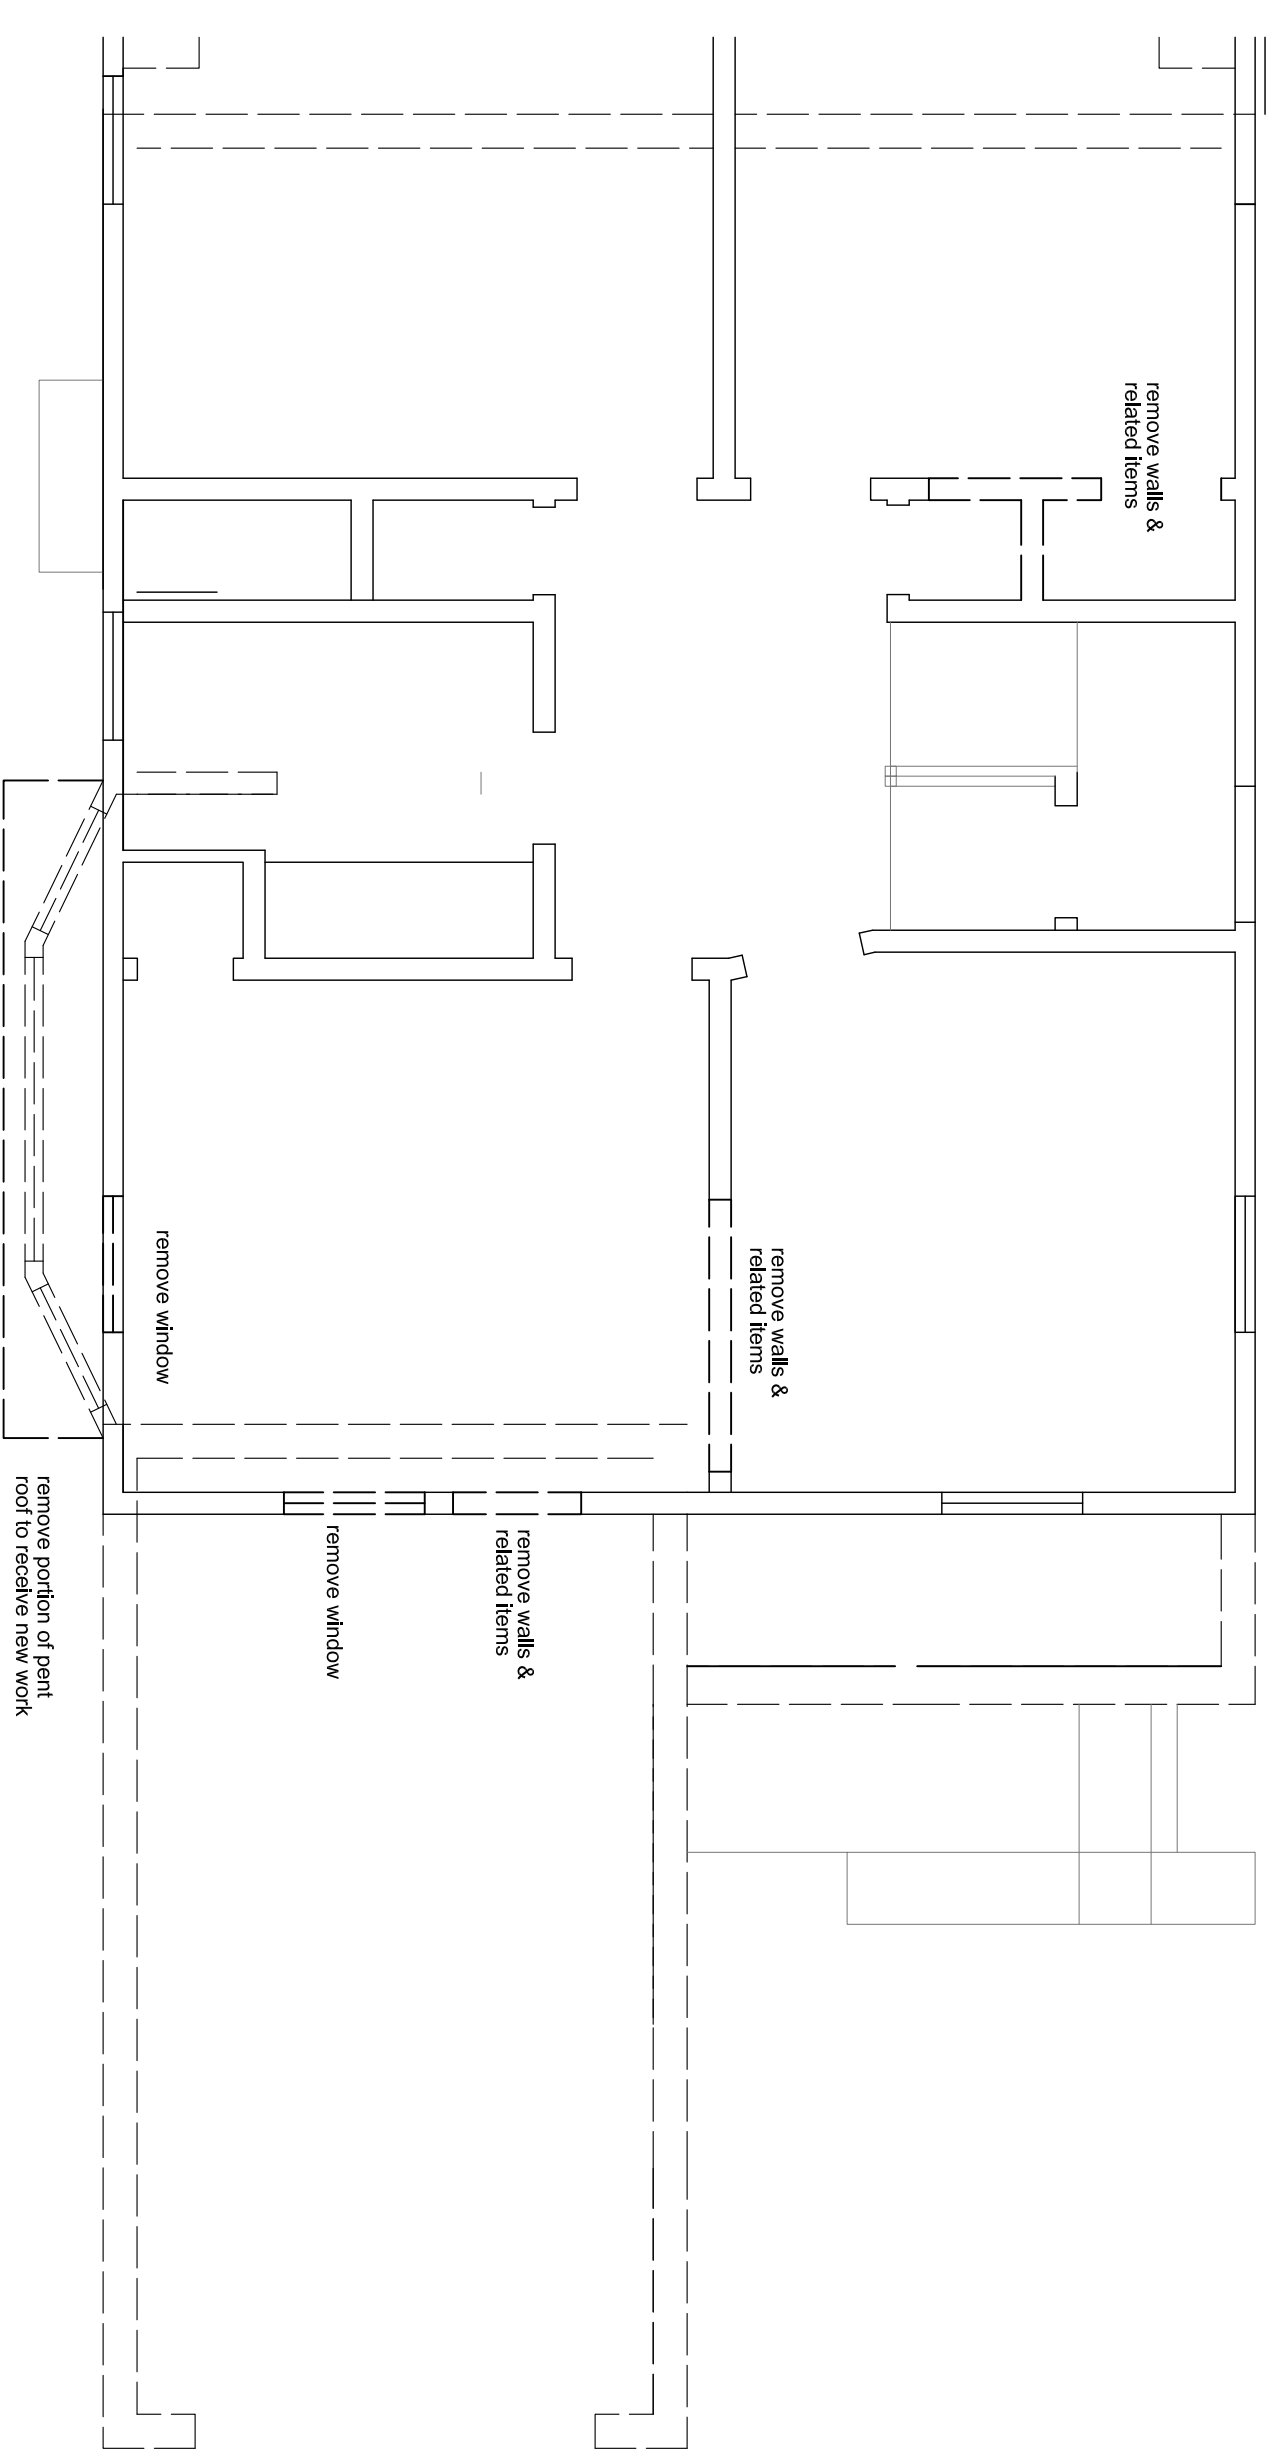 remove walls &
related items
remove walls &
related items
remove window
remove walls &
related items
remove window
remove portion of pent
roof to receive new work